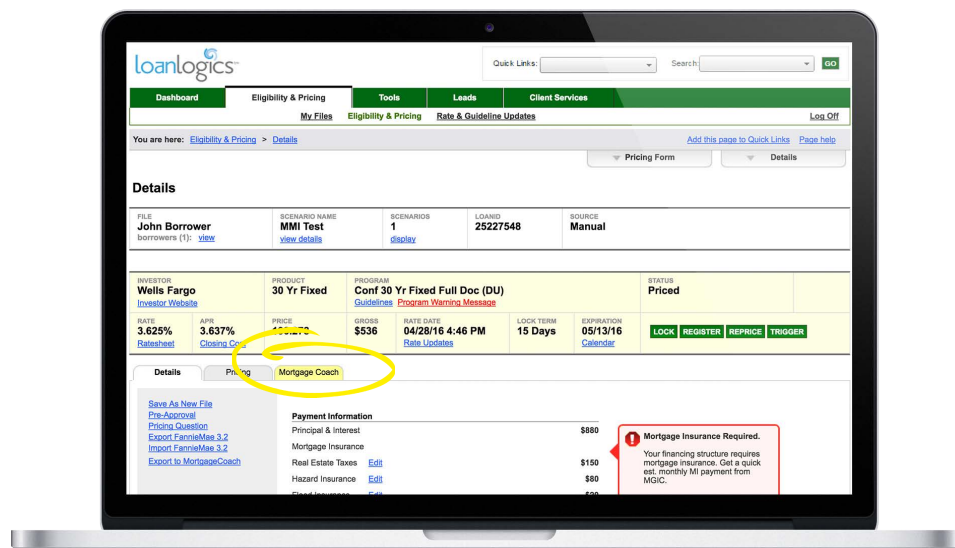 loanlogics
Quick Links:
Search:
GO
Dashboard
Eligibility & Pricing
Tools
Leads
Client Services
My Files
Eligibility & Pricing
Rate & Guideline Updates
Log Off
You are here: Eligibility & Pricing > Details
Add this page to Quick Links
Page help
Pricing Form
Details
Details
FILE
John Borrower
borrowers (1): view
SCENARIO NAME
MMI Test
view details
SCENARIOS
1
display
LOANID
25227548
SOURCE
Manual
INVESTOR
Wells Fargo
Investor Website
PRODUCT
30 Yr Fixed
PROGRAM
Conf 30 Yr Fixed Full Doc (DU)
Guidelines Program Warning Message
STATUS
Priced
RATE
3.625%
Ratesheet
APR
3.637%
Closing
PRICE
GROSS
$536
RATE DATE
04/28/16 4:46 PM
Rate Updates
LOCK TERM
15 Days
EXPIRATION
05/13/16
Calendar
LOCK
REGISTER
REPRICE
TRIGGER
Details
Pricing
Mortgage Coach
Save As New File
Pre-Approval
Pricing Question
Export FannieMae 3.2
Import FannieMae 3.2
Export to MortgageCoach
Payment Information
Principal & Interest $880
Mortgage Insurance
Real Estate Taxes Edit $150
Hazard Insurance Edit $80
Mortgage Insurance Required.
Your financing structure requires
mortgage insurance. Get a quick
est. monthly MI payment from
MGIC.